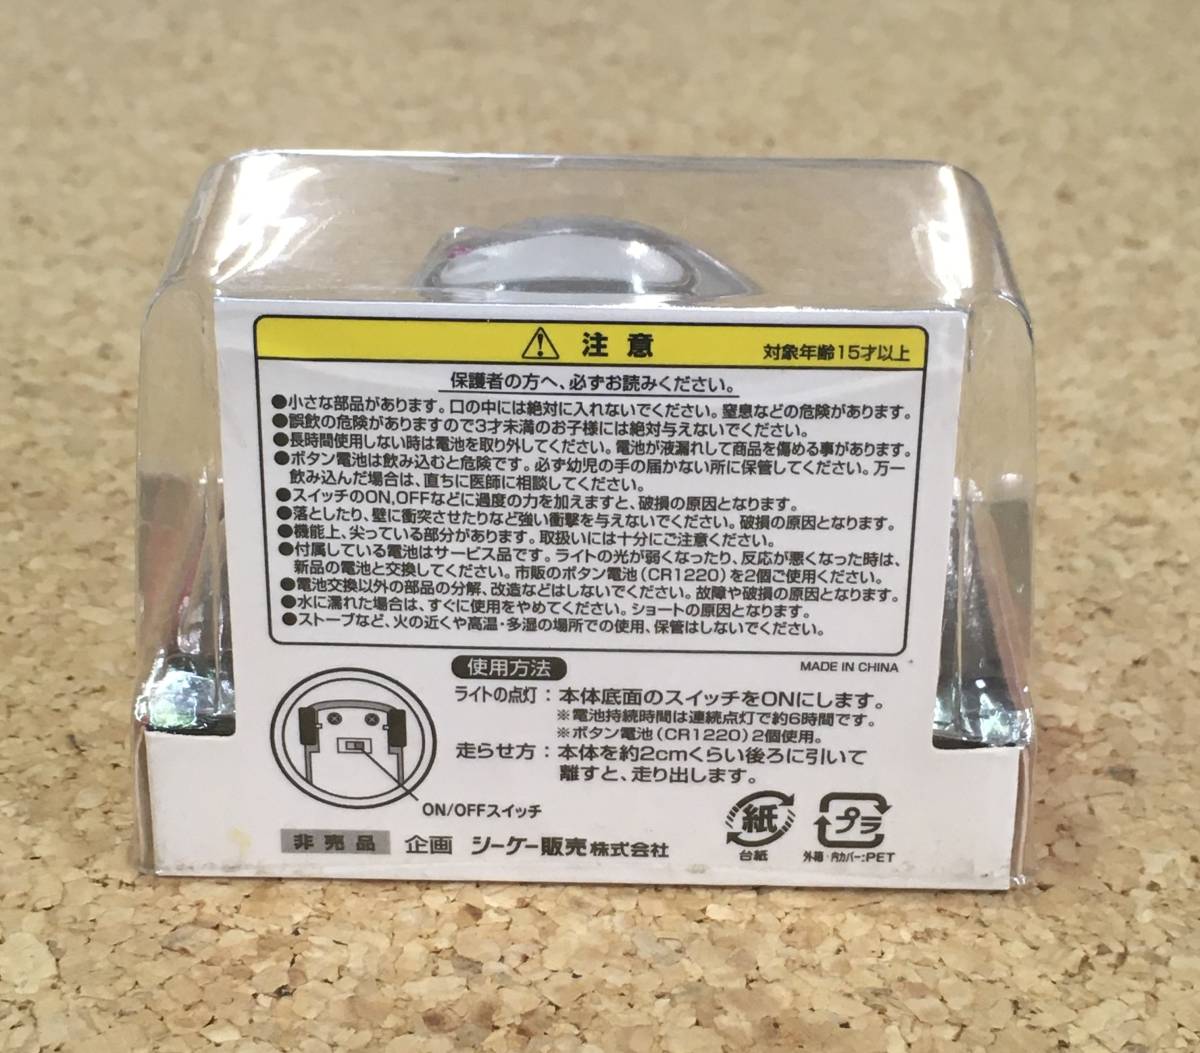 注意 対象年齢15才以上
保護者の方へ、必ずお読みください。
●小さな部品があります。口の中には絶対に入れないでください。窒息などの危険があります。
●誤飲の危険がありますので3才未満のお子様には絶対与えないでください。
●長時間使用しない時は電池を取り外してください。電池が液漏れして商品を傷める事があります。
●ボタン電池は飲み込むと危険です。必ず幼児の手の届かない所に保管してください。万一
飲み込んだ場合は、直ちに医師に相談してください。
●スイッチのON,OFFなどに過度の力を加えますと、破損の原因となります。
●落としたり、壁に衝突させたりなど強い衝撃を与えないでください。破損の原因となります。
●機能上、尖っている部分があります。取扱いには十分にご注意ください。
●付属している電池はサービス品です。ライトの光が弱くなったり、反応が悪くなった時は、
新品の電池と交換してください。市販のボタン電池(CR1220)を2個ご使用ください。
●電池交換以外の部品の分解、改造などはしないでください。故障や破損の原因となります。
●水に濡れた場合は、すぐに使用をやめてください。ショートの原因となります。
●ストーブなど、火の近くや高温・多湿の場所での使用、保管はしないでください。
MADE IN CHINA
使用方法
ライトの点灯:本体底面のスイッチをONにします。
※電池持続時間は連続点灯で約6時間です。
※ボタン電池(CR1220)2個使用。
走らせ方:本体を約2cmくらい後ろに引いて
離すと、走り出します。
ON/OFFスイッチ
紙 プラ
台紙 外箱・内カバー:PET
非売品 企画 シーケー販売株式会社